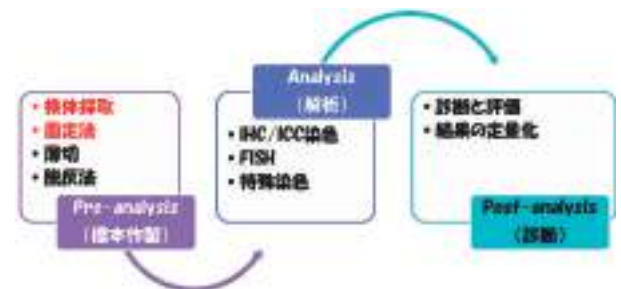 ・検体採取
・固定法
・薄切
・脱灰法
Pre-analysis
(標本作製)
Analysis
(解析)
・IHC/ICC染色
・FISH
・特殊染色
・診断と評価
・結果の定量化
Post-analysis
(診断)